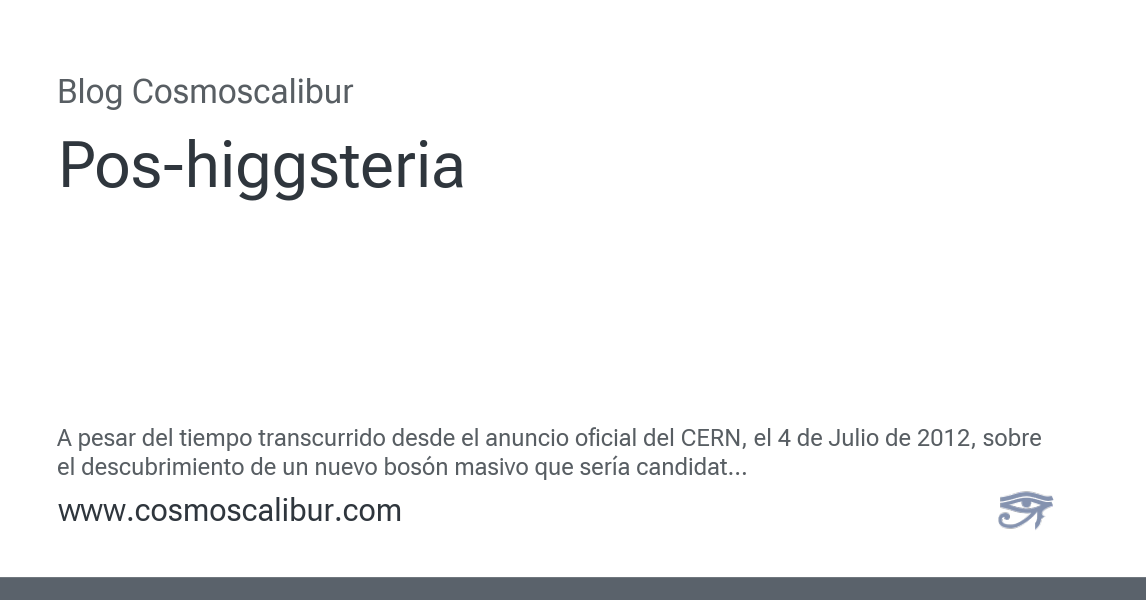 Blog Cosmoscalibur
Pos-higgsteria
A pesar del tiempo transcurrido desde el anuncio oficial del CERN, el 4 de Julio de 2012, sobre
el descubrimiento de un nuevo bosón masivo que sería candidat...
www.cosmoscalibur.com